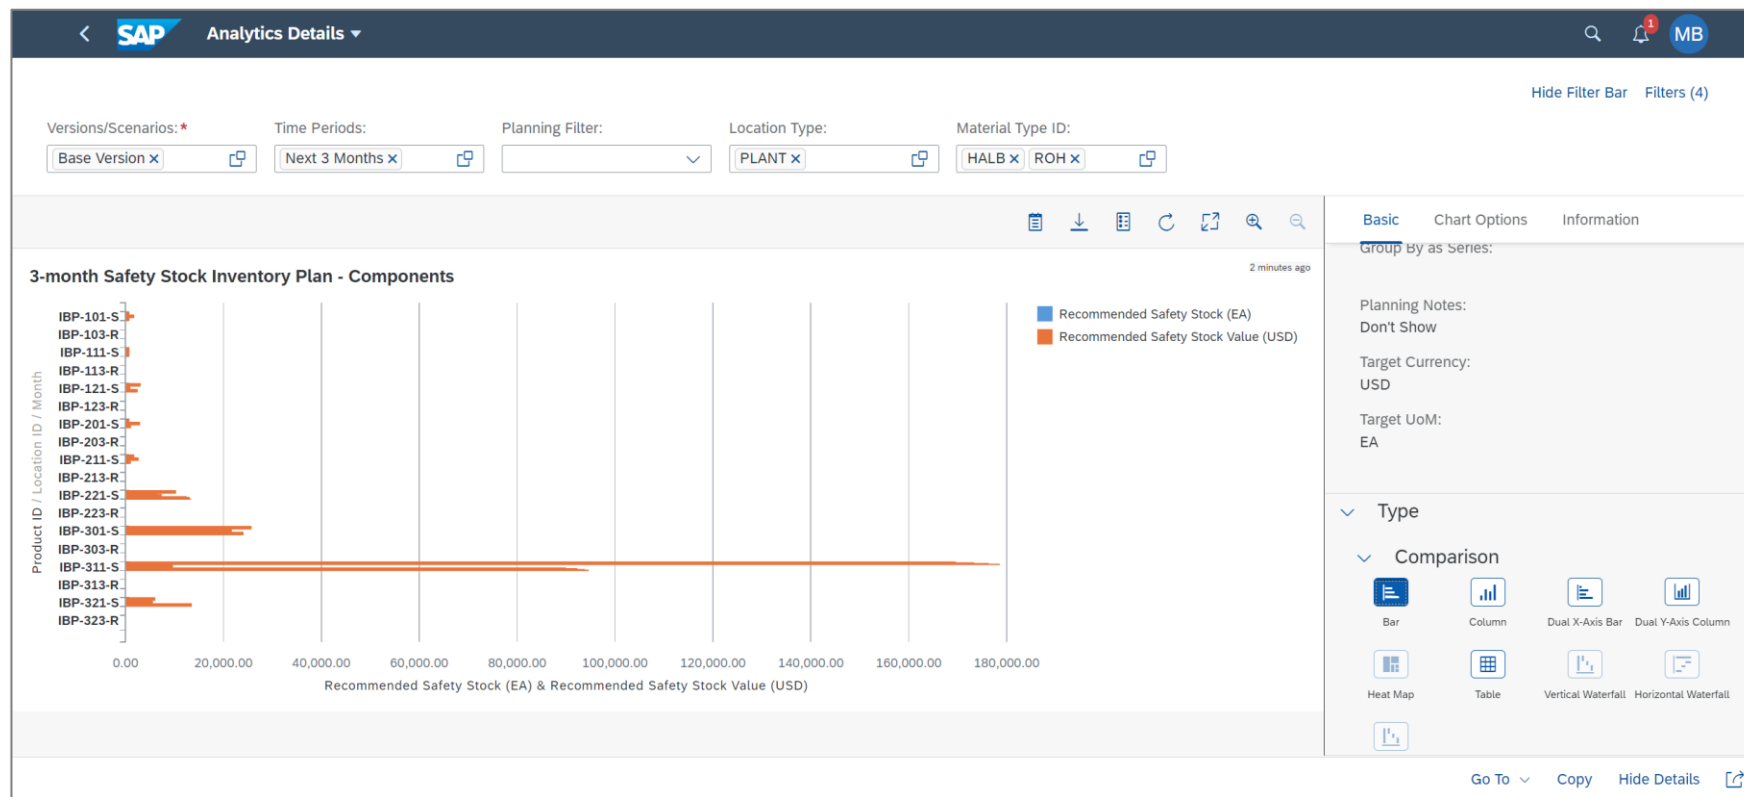 SAP Analytics Details
1
MB
Hide Filter Bar Filters (4)
Versions/Scenarios:* Time Periods: Planning Filter: Location Type: Material Type ID:
Base Version Next 3 Months PLANT HALB ROH
Basic Chart Options Information
Group By as Series:
3-month Safety Stock Inventory Plan - Components
2 minutes ago
Product ID / Location ID / Month
IBP-101-S
IBP-103-R
IBP-111-S
IBP-113-R
IBP-121-S
IBP-123-R
IBP-201-S
IBP-203-R
IBP-211-S
IBP-213-R
IBP-221-S
IBP-223-R
IBP-301-S
IBP-303-R
IBP-311-S
IBP-313-R
IBP-321-S
IBP-323-R
0.00 20,000.00 40,000.00 60,000.00 80,000.00 100,000.00 120,000.00 140,000.00 160,000.00 180,000.00
Recommended Safety Stock (EA) & Recommended Safety Stock Value (USD)
Recommended Safety Stock (EA)
Recommended Safety Stock Value (USD)
Planning Notes:
Don't Show
Target Currency:
USD
Target UoM:
EA
Type
Comparison
Bar Column Dual X-Axis Bar Dual Y-Axis Column
Heat Map Table Vertical Waterfall Horizontal Waterfall
Go To Copy Hide Details